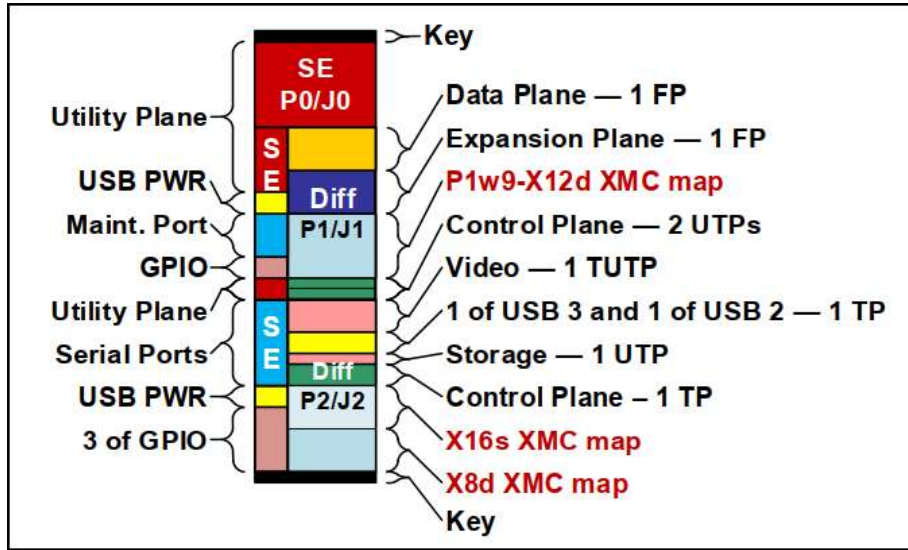 Key
SE
P0/J0
Utility Plane
Data Plane — 1 FP
Expansion Plane — 1 FP
S
E
USB PWR
Diff
P1w9-X12d XMC map
Maint. Port
P1/J1
Control Plane — 2 UTPs
GPIO
Video — 1 TUTP
Utility Plane
1 of USB 3 and 1 of USB 2 — 1 TP
S
E
Serial Ports
Storage — 1 UTP
Diff
USB PWR
P2/J2
Control Plane – 1 TP
3 of GPIO
X16s XMC map
X8d XMC map
Key